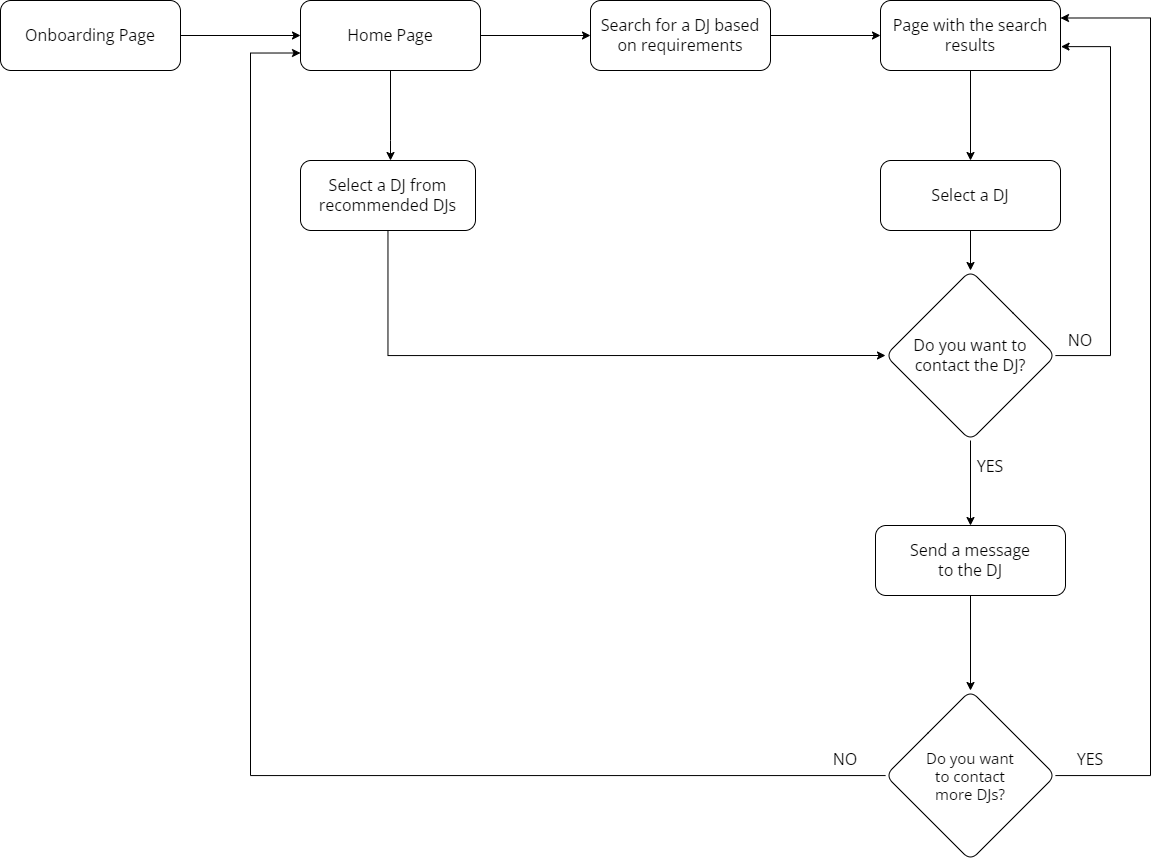 Onboarding Page
Home Page
Search for a DJ based
on requirements
Page with the search
results
Select a DJ from
recommended DJs
Select a DJ
Do you want to
contact the DJ?
NO
YES
Send a message
to the DJ
NO
Do you want
to contact
more DJs?
YES